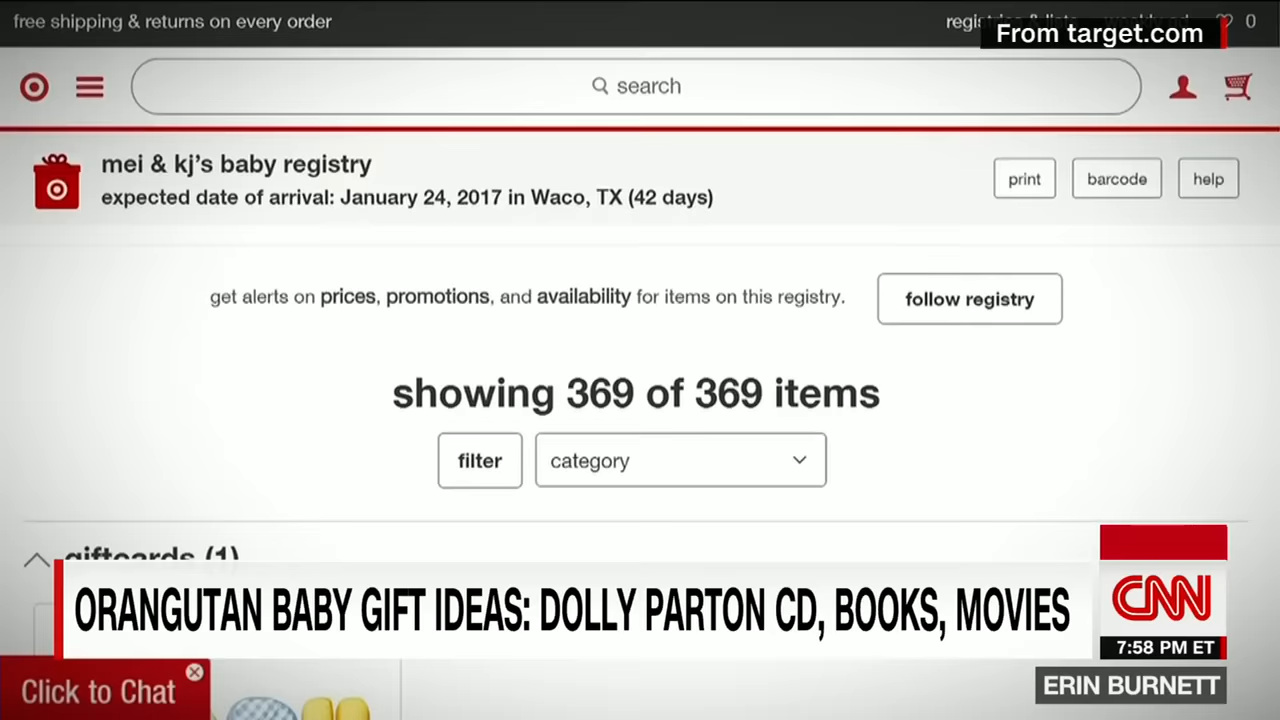 free shipping & returns on every order
From target.com
0
search
mei & kj's baby registry
expected date of arrival: January 24, 2017 in Waco, TX (42 days)
print
barcode
help
get alerts on prices, promotions, and availability for items on this registry.
follow registry
showing 369 of 369 items
filter
category
giftcards (1)
ORANGUTAN BABY GIFT IDEAS: DOLLY PARTON CD, BOOKS, MOVIES
CNN
7:58 PM ET
Click to Chat
ERIN BURNETT